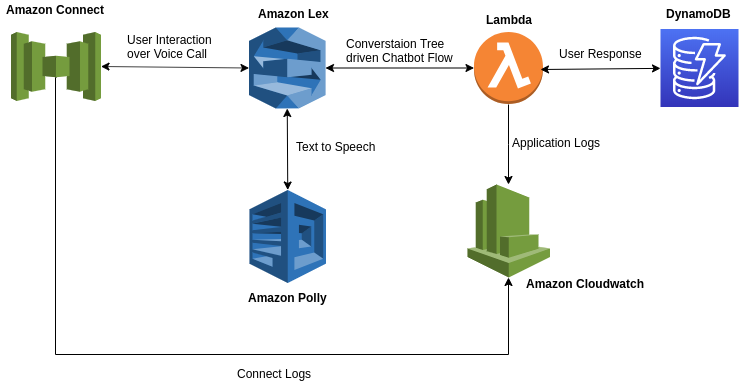 Amazon Connect
Amazon Lex
Lambda
DynamoDB
User Interaction
over Voice Call
Converstaion Tree
driven Chatbot Flow
User Response
Text to Speech
Application Logs
Amazon Polly
Amazon Cloudwatch
Connect Logs